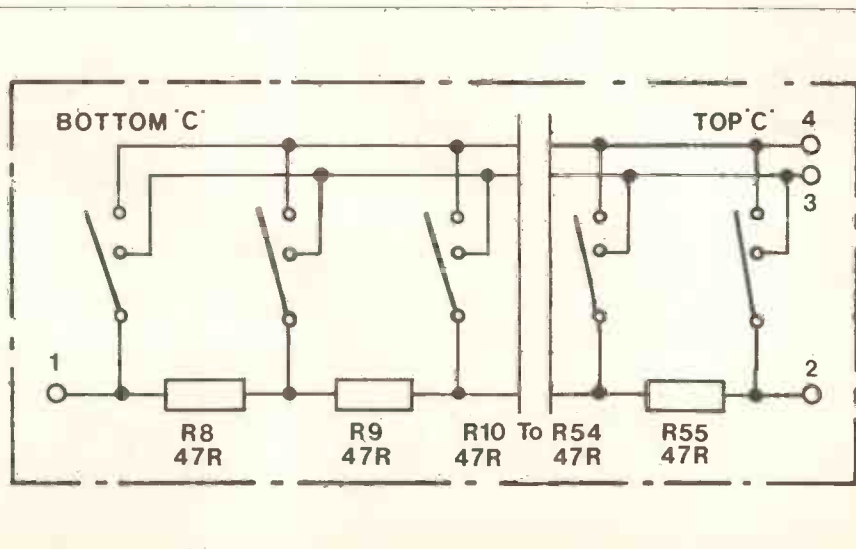 BOTTOM 'C'
TOP 'C'
4
3
1
2
R8
47R
R9
47R
R10 To R54
47R 47R
R55
47R